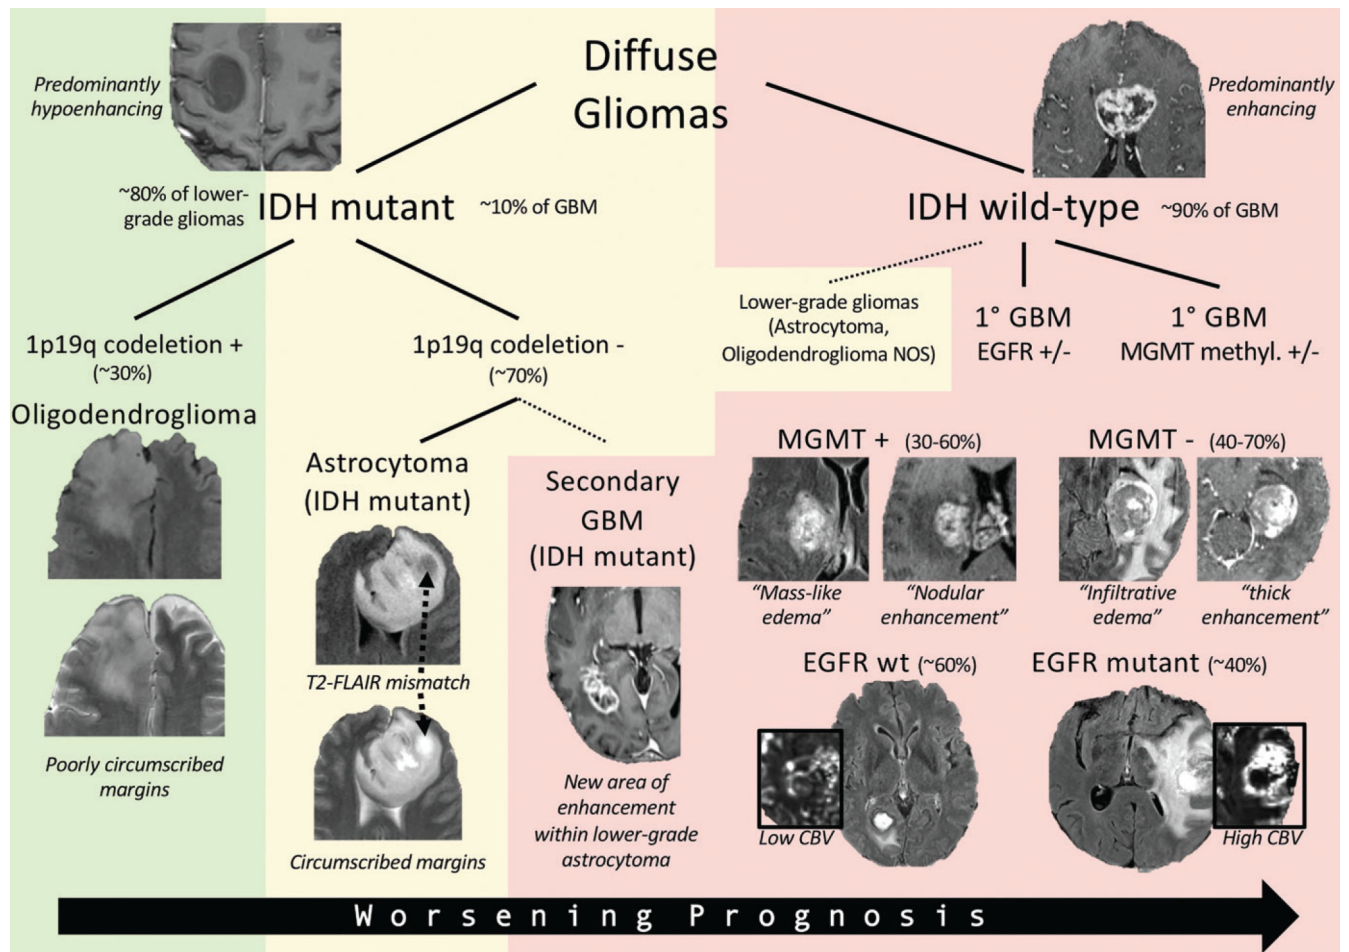 Diffuse
Gliomas
Predominantly
hypoenhancing
Predominantly
enhancing
~80% of lower-
grade gliomas
IDH mutant
~10% of GBM
IDH wild-type
~90% of GBM
1p19q codeletion +
(~30%)
Oligodendroglioma
Poorly circumscribed
margins
1p19q codeletion -
(~70%)
Astrocytoma
(IDH mutant)
T2-FLAIR mismatch
Circumscribed margins
Secondary
GBM
(IDH mutant)
New area of
enhancement
within lower-grade
astrocytoma
Lower-grade gliomas
(Astrocytoma,
Oligodendroglioma NOS)
1° GBM
EGFR +/-
1° GBM
MGMT methyl. +/-
MGMT + (30-60%)
"Mass-like
edema"
"Nodular
enhancement"
MGMT - (40-70%)
"Infiltrative
edema"
"thick
enhancement"
EGFR wt (~60%)
Low CBV
EGFR mutant (~40%)
High CBV
Worsening Prognosis